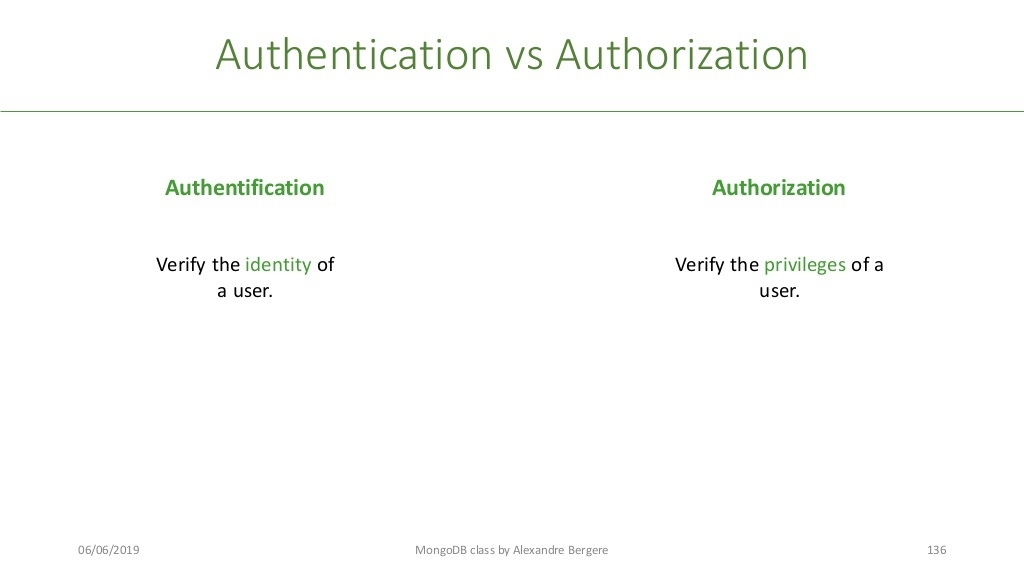 Authentication vs Authorization
Authentification
Verify the identity of
a user.
Authorization
Verify the privileges of a
user.
06/06/2019
MongoDB class by Alexandre Bergere
136